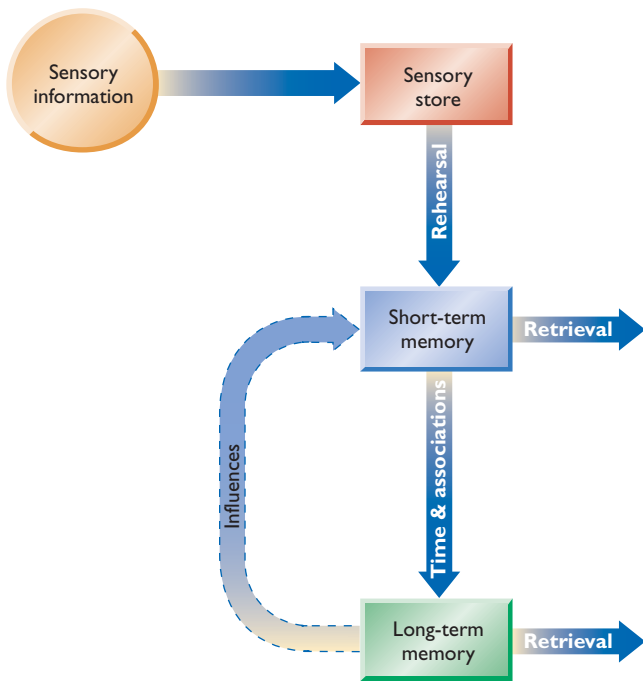 Sensory
information
Sensory
store
Rehearsal
Short-term
memory
Retrieval
Influences
Time & associations
Long-term
memory
Retrieval